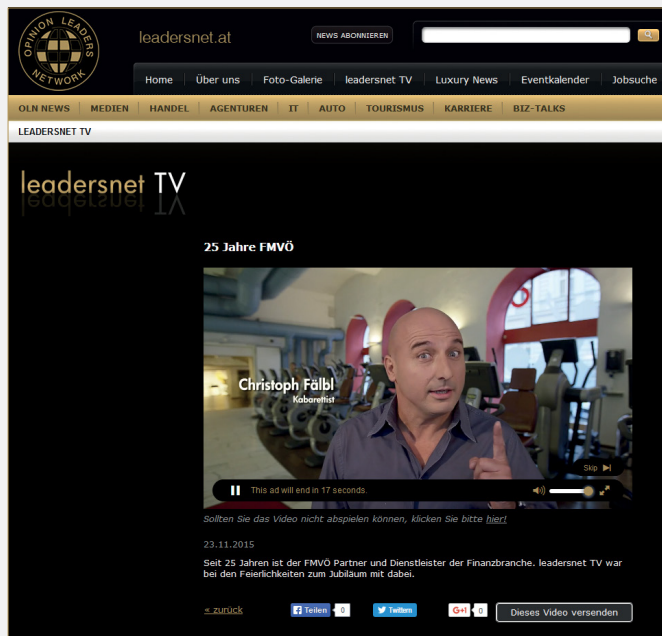 OPINION LEADERS NETWORK
leadersnet.at
NEWS ABONNIEREN
Home
Über uns
Foto-Galerie
leadersnet TV
Luxury News
Eventkalender
Jobsuche
OLN NEWS
MEDIEN
HANDEL
AGENTUREN
IT
AUTO
TOURISMUS
KARRIERE
BIZ-TALKS
LEADERSNET TV
leadersnet TV
25 Jahre FMVÖ
Christoph Fälbl
Kabarettist
Skip
This ad will end in 17 seconds.
Sollten Sie das Video nicht abspielen können, klicken Sie bitte hier!
23.11.2015
Seit 25 Jahren ist der FMVÖ Partner und Dienstleister der Finanzbranche. leadersnet TV war
bei den Feierlichkeiten zum Jubiläum mit dabei.
« zurück
Teilen 0
Twittern
G+1 0
Dieses Video versenden